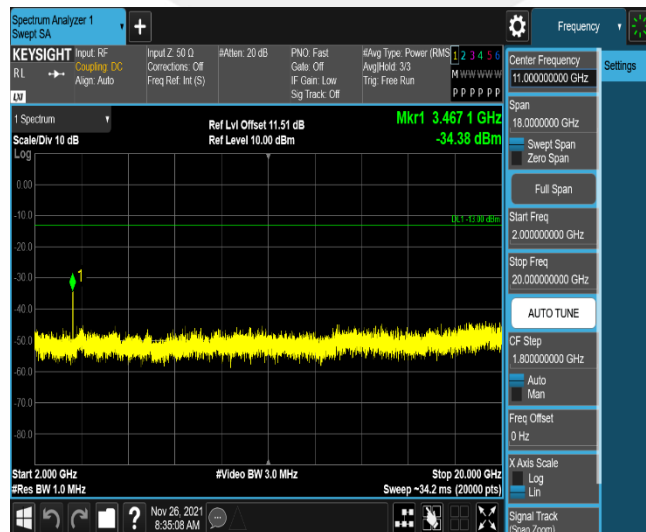 Spectrum Analyzer 1
Swept SA
+
Frequency
KEYSIGHT
RL
LXI
Input: RF
Coupling: DC
Align: Auto
Input Z: 50 Ω
Corrections: Off
Freq Ref: Int (S)
#Atten: 20 dB
PNO: Fast
Gate: Off
IF Gain: Low
Sig Track: Off
#Avg Type: Power (RMS
Avg|Hold: 3/3
Trig: Free Run
1 2 3 4 5 6
M W W W W W
P P P P P P
1 Spectrum
Scale/Div 10 dB
Log
Ref Lvl Offset 11.51 dB
Ref Level 10.00 dBm
Mkr1 3.467 1 GHz
-34.38 dBm
0.00
-10.0
DL1 -13.00 dBm
-20.0
-30.0
1
-40.0
-50.0
-60.0
-70.0
-80.0
Start 2.000 GHz
#Res BW 1.0 MHz
#Video BW 3.0 MHz
Stop 20.000 GHz
Sweep ~34.2 ms (20000 pts)
?
Nov 26, 2021
8:35:08 AM
Center Frequency
11.000000000 GHz
Settings
Span
18.0000000 GHz
Swept Span
Zero Span
Full Span
Start Freq
2.000000000 GHz
Stop Freq
20.000000000 GHz
AUTO TUNE
CF Step
1.800000000 GHz
Auto
Man
Freq Offset
0 Hz
X Axis Scale
Log
Lin
Signal Track
(Span Zoom)